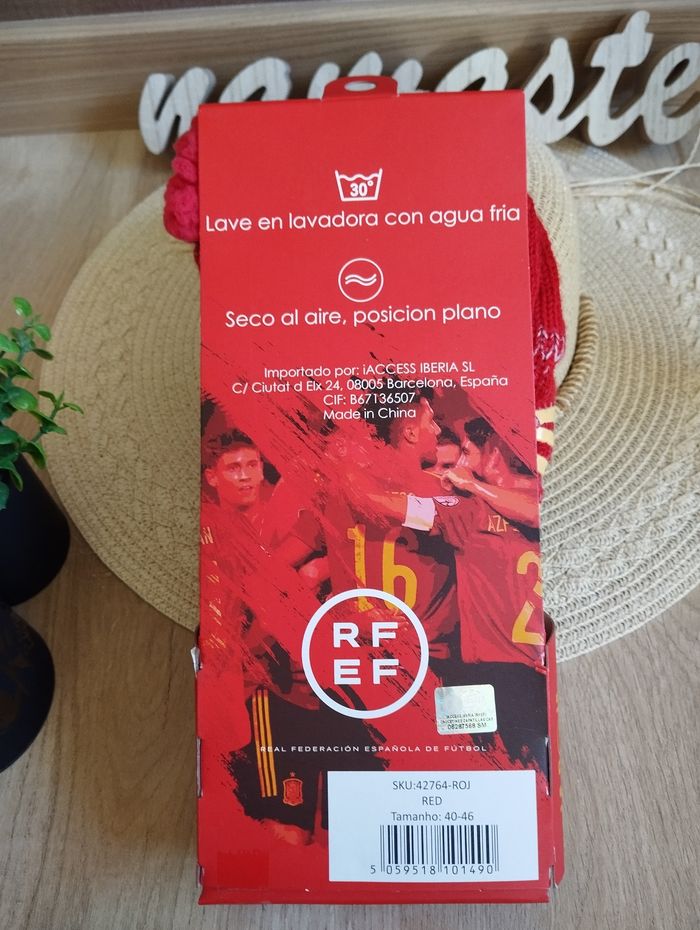 namaste
30°
Lave en lavadora con agua fria
Seco al aire, posicion plano
Importado por: iACCESS IBERIA SL
C/ Ciutat d Elx 24, 08005 Barcelona, España
CIF: B67136507
Made in China
16
AZP
2
RF
EF
REAL FEDERACIÓN ESPAÑOLA DE FÚTBOL
SKU:42764-ROJ
RED
Tamanho: 40-46
5 059518 101490